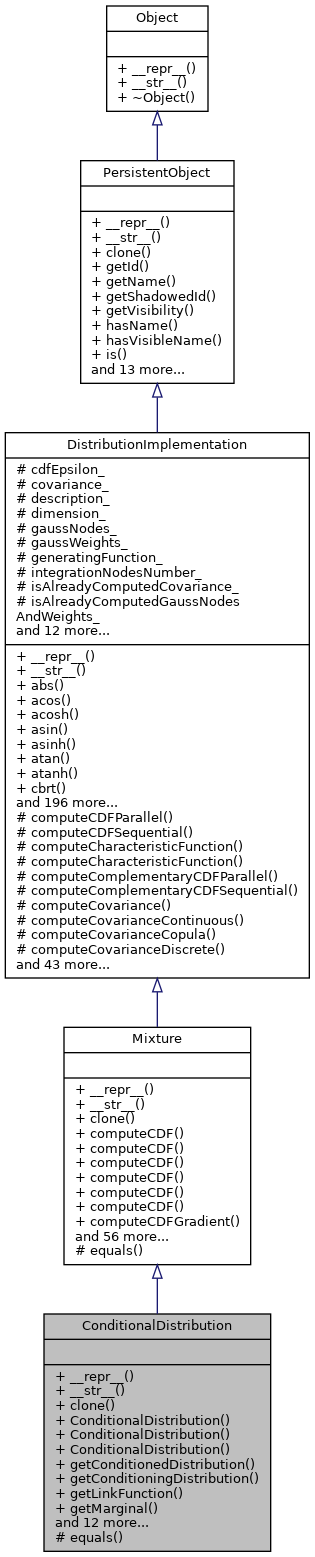 Object
+ __repr__()
+ __str__()
+ ~Object()
PersistentObject
+ __repr__()
+ __str__()
+ clone()
+ getId()
+ getName()
+ getShadowedId()
+ getVisibility()
+ hasName()
+ hasVisibleName()
+ is()
and 13 more...
DistributionImplementation
# cdfEpsilon_
# covariance_
# description_
# dimension_
# gaussNodes_
# gaussWeights_
# generatingFunction_
# integrationNodesNumber_
# isAlreadyComputedCovariance_
# isAlreadyComputedGaussNodes
AndWeights_
and 12 more...
+ __repr__()
+ __str__()
+ abs()
+ acos()
+ acosh()
+ asin()
+ asinh()
+ atan()
+ atanh()
+ cbrt()
and 196 more...
# computeCDFParallel()
# computeCDFSequential()
# computeCharacteristicFunction()
# computeCharacteristicFunction()
# computeComplementaryCDFParallel()
# computeComplementaryCDFSequential()
# computeCovariance()
# computeCovarianceContinuous()
# computeCovarianceCopula()
# computeCovarianceDiscrete()
and 43 more...
Mixture
+ __repr__()
+ __str__()
+ clone()
+ computeCDF()
+ computeCDF()
+ computeCDF()
+ computeCDF()
+ computeCDF()
+ computeCDF()
+ computeCDFGradient()
and 56 more...
# equals()
ConditionalDistribution
+ __repr__()
+ __str__()
+ clone()
+ ConditionalDistribution()
+ ConditionalDistribution()
+ ConditionalDistribution()
+ getConditionedDistribution()
+ getConditioningDistribution()
+ getLinkFunction()
+ getMarginal()
and 12 more...
# equals()